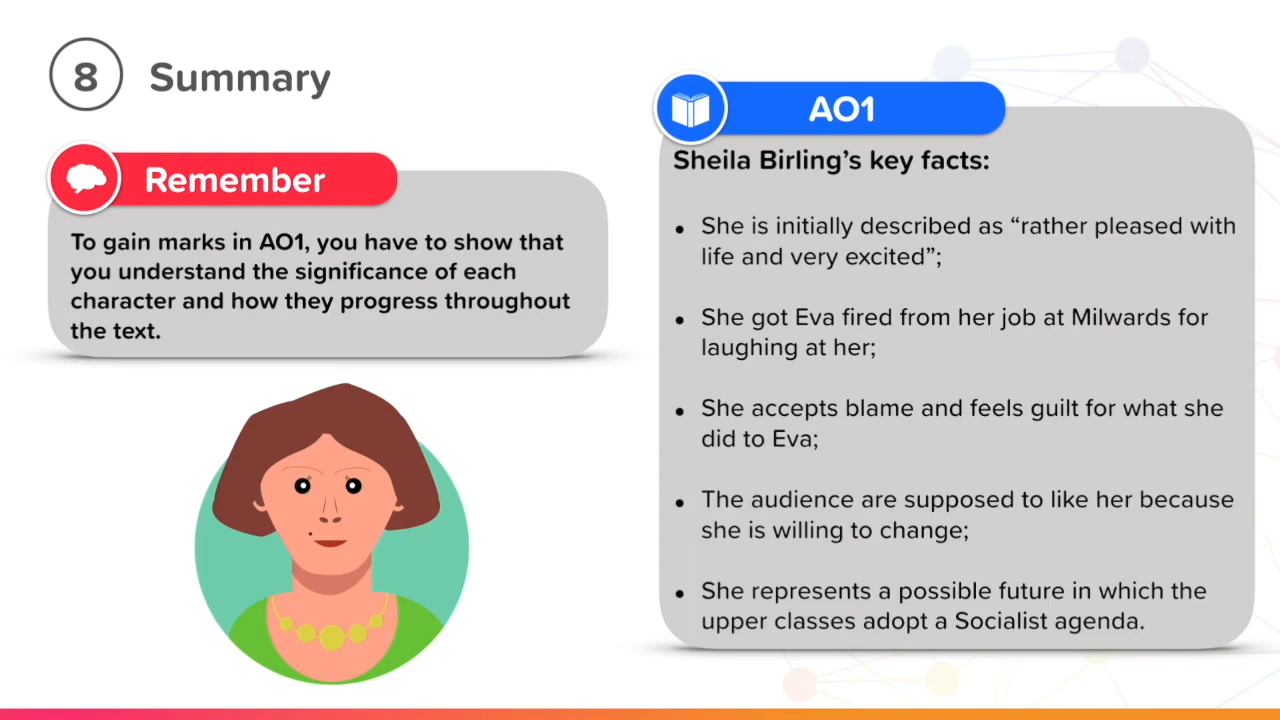 8 Summary
Remember
To gain marks in AO1, you have to show that
you understand the significance of each
character and how they progress throughout
the text.
AO1
Sheila Birling’s key facts:
• She is initially described as “rather pleased with
life and very excited”;
• She got Eva fired from her job at Milwards for
laughing at her;
• She accepts blame and feels guilt for what she
did to Eva;
• The audience are supposed to like her because
she is willing to change;
• She represents a possible future in which the
upper classes adopt a Socialist agenda.